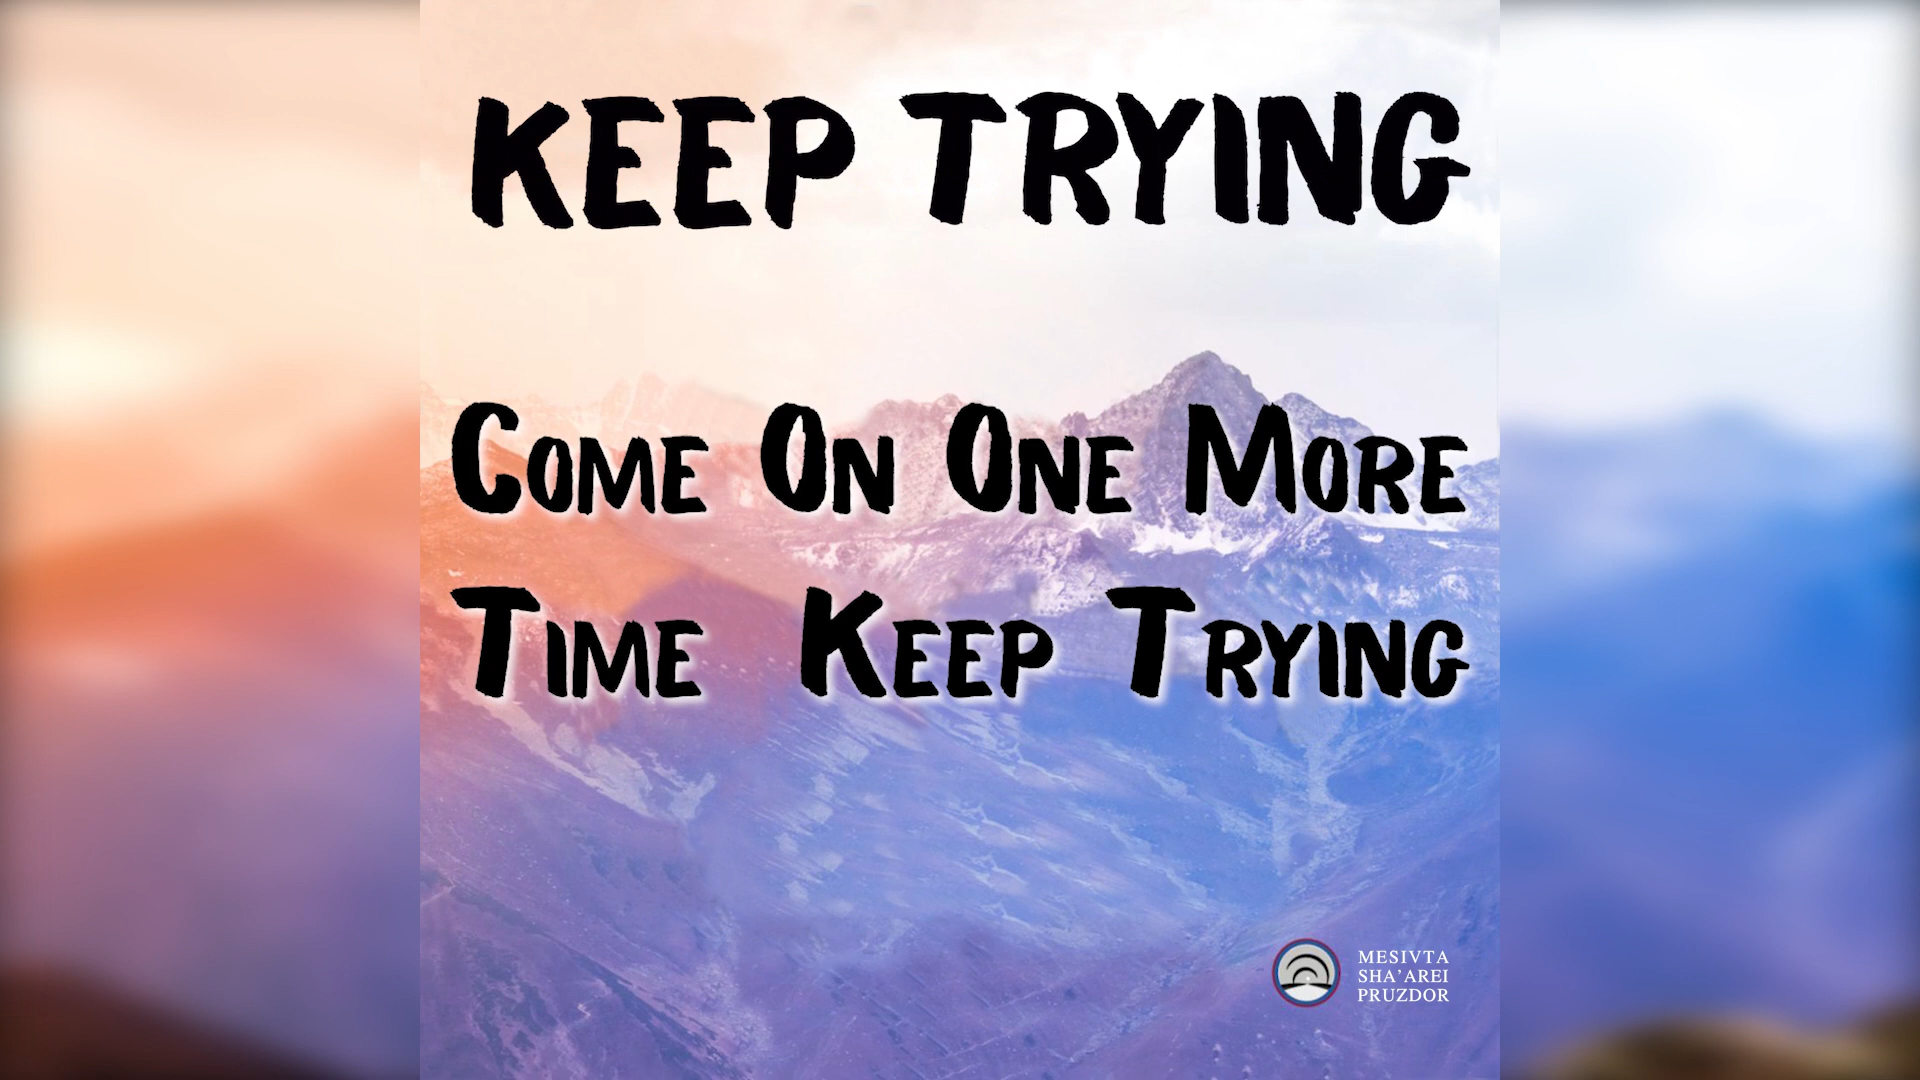 KEEP TRYING
COME ON ONE MORE
TIME KEEP TRYING
MESIVTA
SHA'AREI
PRUZDOR